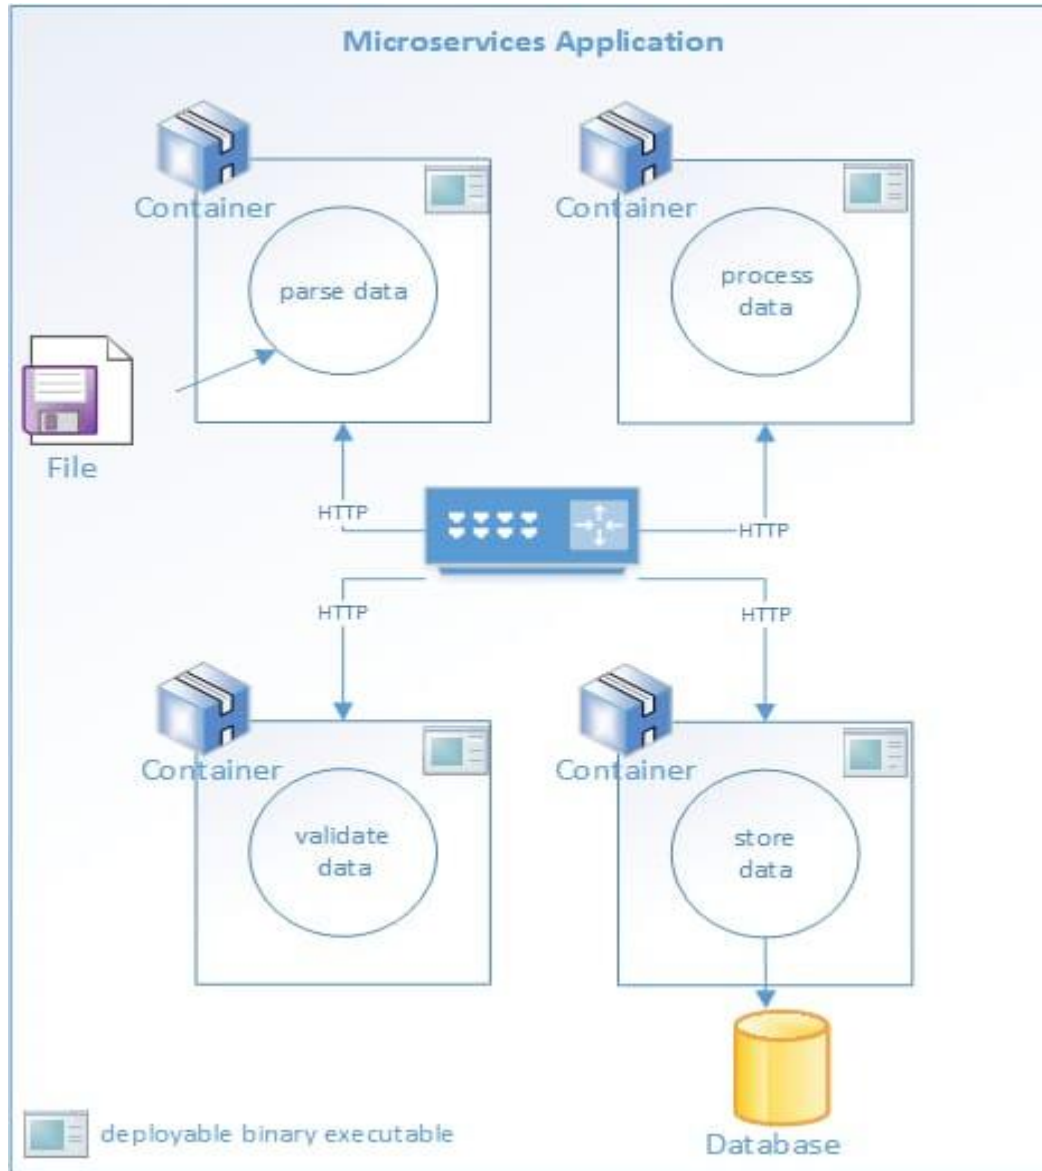 Microservices Application
Container
Container
parse data
process
data
File
HTTP
HTTP
HTTP
HTTP
Container
Container
validate
data
store
data
deployable binary executable
Database